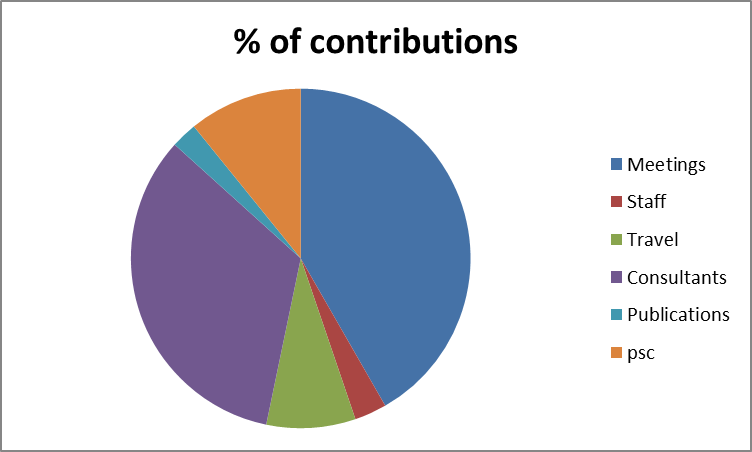 % of contributions
Meetings
Staff
Travel
Consultants
Publications
psc